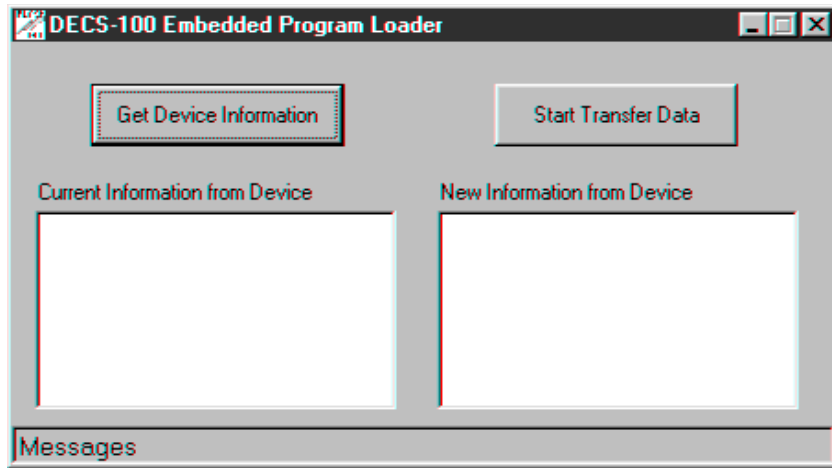 DECS-100 Embedded Program Loader
Get Device Information
Start Transfer Data
Current Information from Device
New Information from Device
Messages